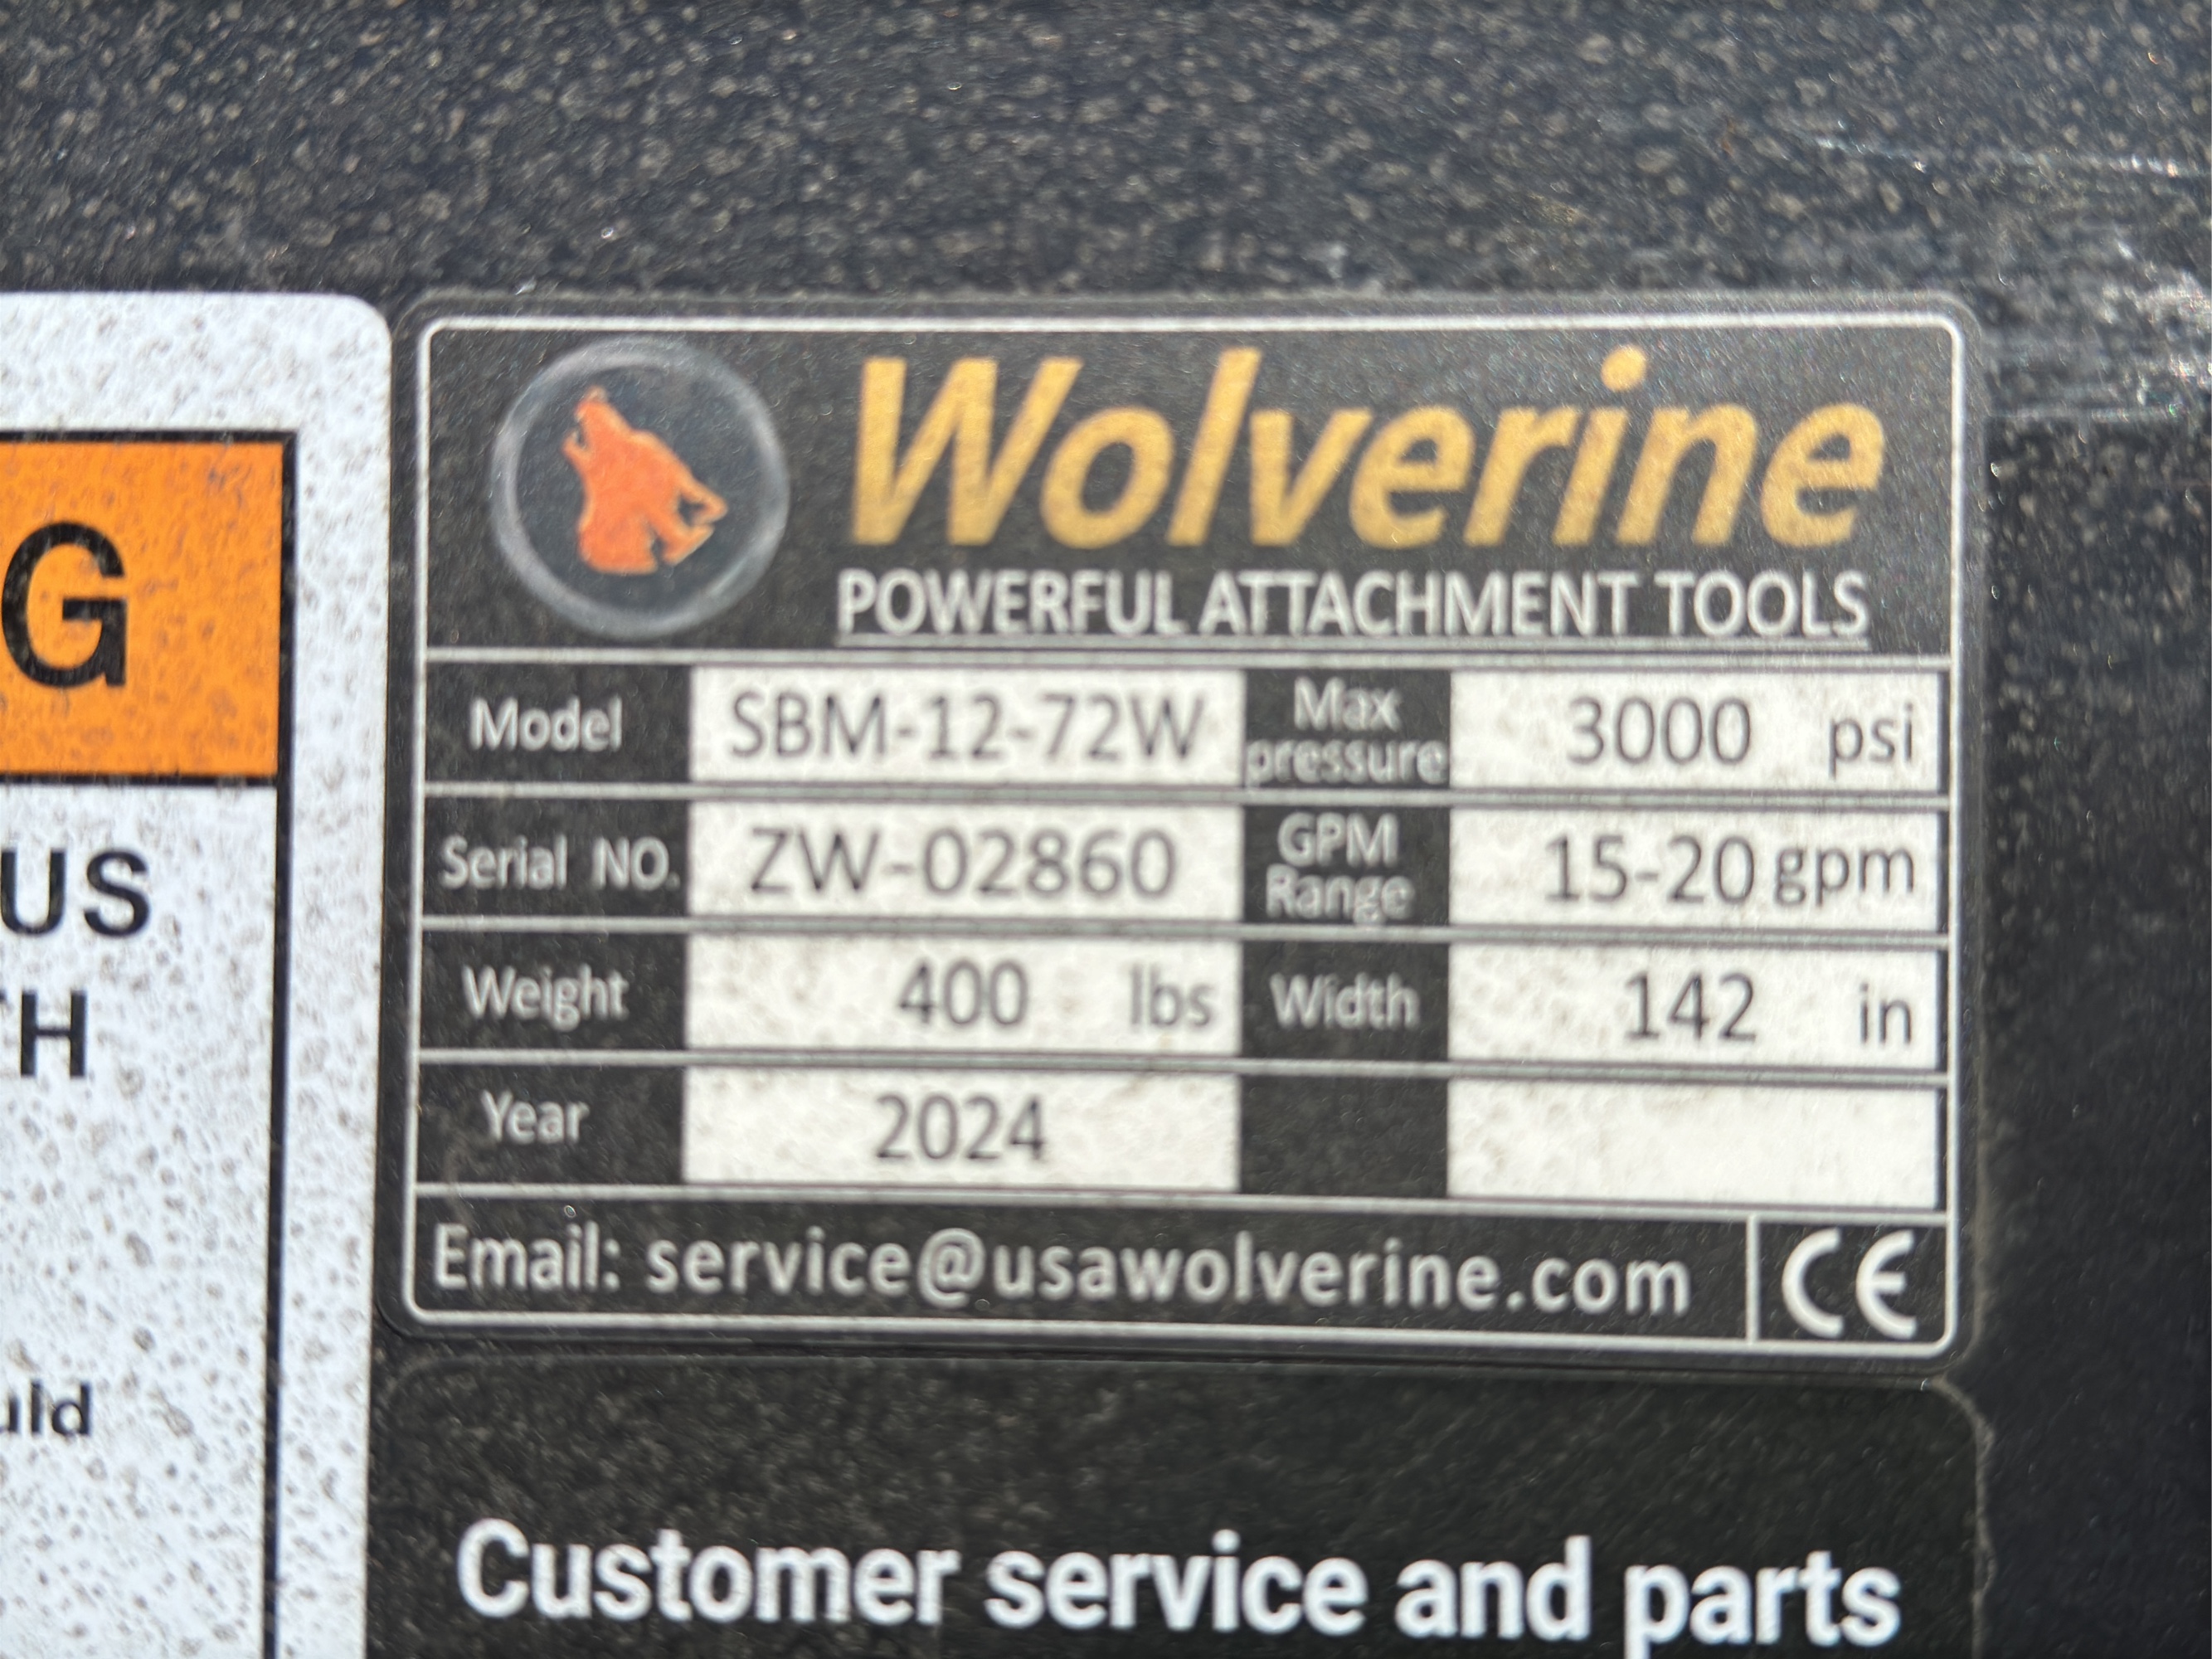 Wolverine
POWERFUL ATTACHMENT TOOLS
Model SBM-12-72W Max pressure 3000 psi
Serial NO. ZW-02860 GPM Range 15-20 gpm
Weight 400 lbs Width 142 in
Year 2024
Email: service@usawolverine.com CE
Customer service and parts
G
US
H
uld